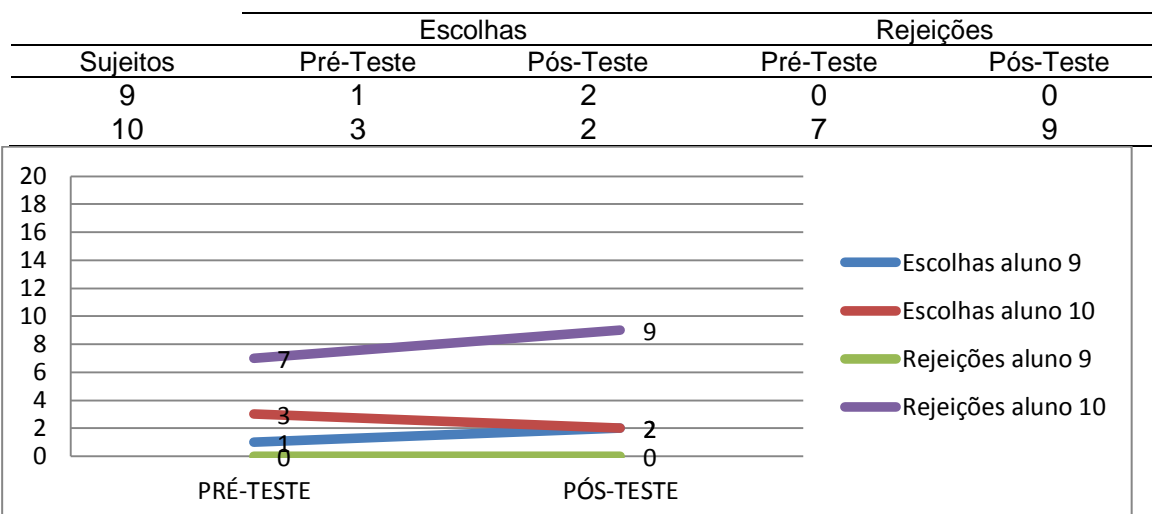 Escolhas Rejeições
Sujeitos Pré-Teste Pós-Teste Pré-Teste Pós-Teste
9 1 2 0 0
10 3 2 7 9
20
18
16
14
12
10
8
6
4
2
0
7
9
3
2
1
2
0
0
PRÉ-TESTE PÓS-TESTE
Escolhas aluno 9
Escolhas aluno 10
Rejeições aluno 9
Rejeições aluno 10